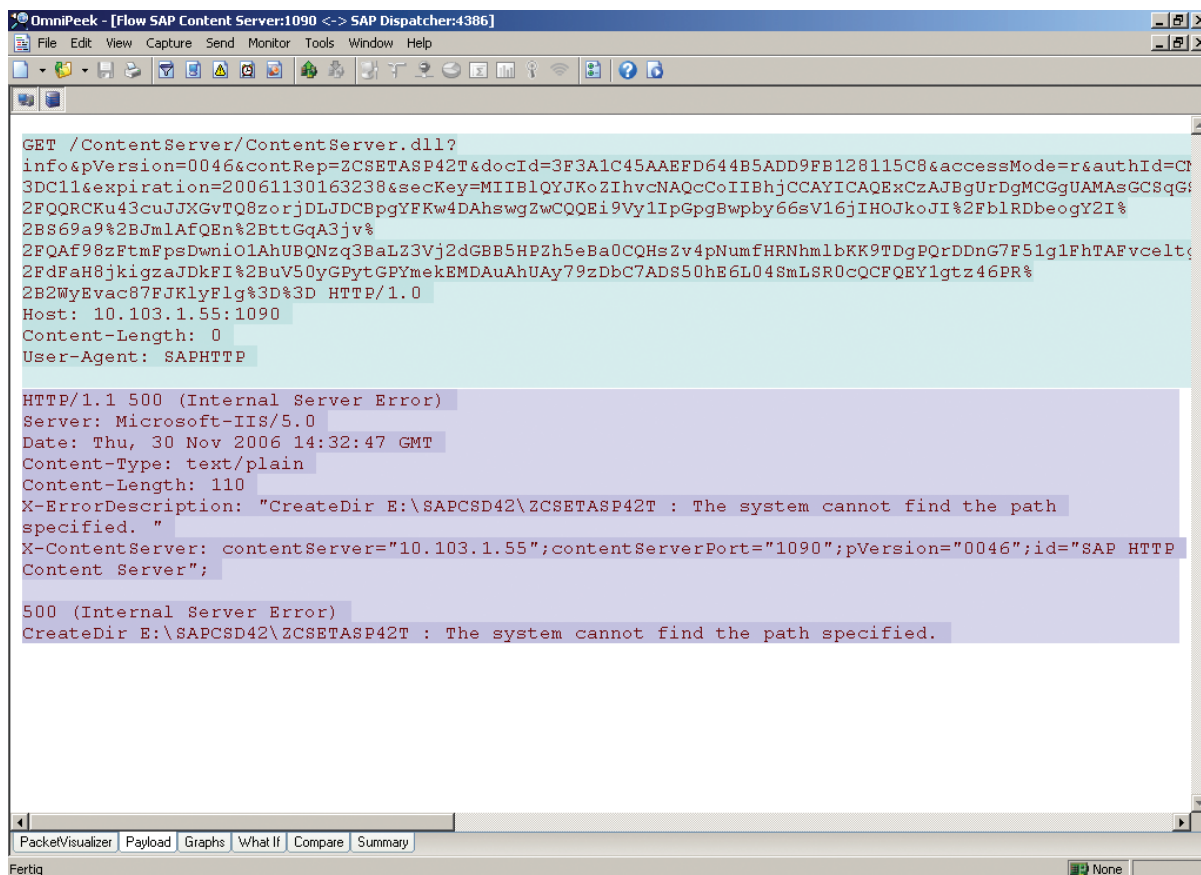 OmniPeek - [Flow SAP Content Server:1090 <-> SAP Dispatcher:4386]
File Edit View Capture Send Monitor Tools Window Help
GET /ContentServer/ContentServer.dll?
info&pVersion=0046&contRep=ZCSETASP42T&docId=3F3A1C45AAEFD644B5ADD9FB128115C8&accessMode=r&authId=CN
3DC11&expiration=20061130163238&secKey=MIIBlQYJKoZIhvcNAQcCoIIBhjCCAYICAQExCzAJBgUrDgMCGgUAMAsGCSqGS
2FQQRCKu43cuJJXGvTQ8zorjDLJDCBpgYFKw4DAhswgZwCQQEi9Vy1IpGpgBwpby66sV16jIHOJkoJI%2FblRDbeogY2I%
2BS69a9%2BJmlAfQEn%2BttGqA3jv%
2FQAf98zFtmFpsDwniO1AhUBQNzq3BaLZ3Vj2dGBB5HPZh5eBa0CQHsZv4pNumfHRNhmlbKK9TDgPQrDDnG7F51g1FhTAFvceltg
2FdFaH8jkigzaJDkFI%2BuV50yGPytGPYmekEMDAuAhUAy79zDbC7ADS50hE6L04SmLSR0cQCFQEY1gtz46PR%
2B2WyEvac87FJKlyFlg%3D%3D HTTP/1.0
Host: 10.103.1.55:1090
Content-Length: 0
User-Agent: SAPHTTP
HTTP/1.1 500 (Internal Server Error)
Server: Microsoft-IIS/5.0
Date: Thu, 30 Nov 2006 14:32:47 GMT
Content-Type: text/plain
Content-Length: 110
X-ErrorDescription: "CreateDir E:\SAPCSD42\ZCSETASP42T : The system cannot find the path
specified. "
X-ContentServer: contentServer="10.103.1.55";contentServerPort="1090";pVersion="0046";id="SAP HTTP
Content Server";
500 (Internal Server Error)
CreateDir E:\SAPCSD42\ZCSETASP42T : The system cannot find the path specified.
PacketVisualizer Payload Graphs What If Compare Summary
Fertig None